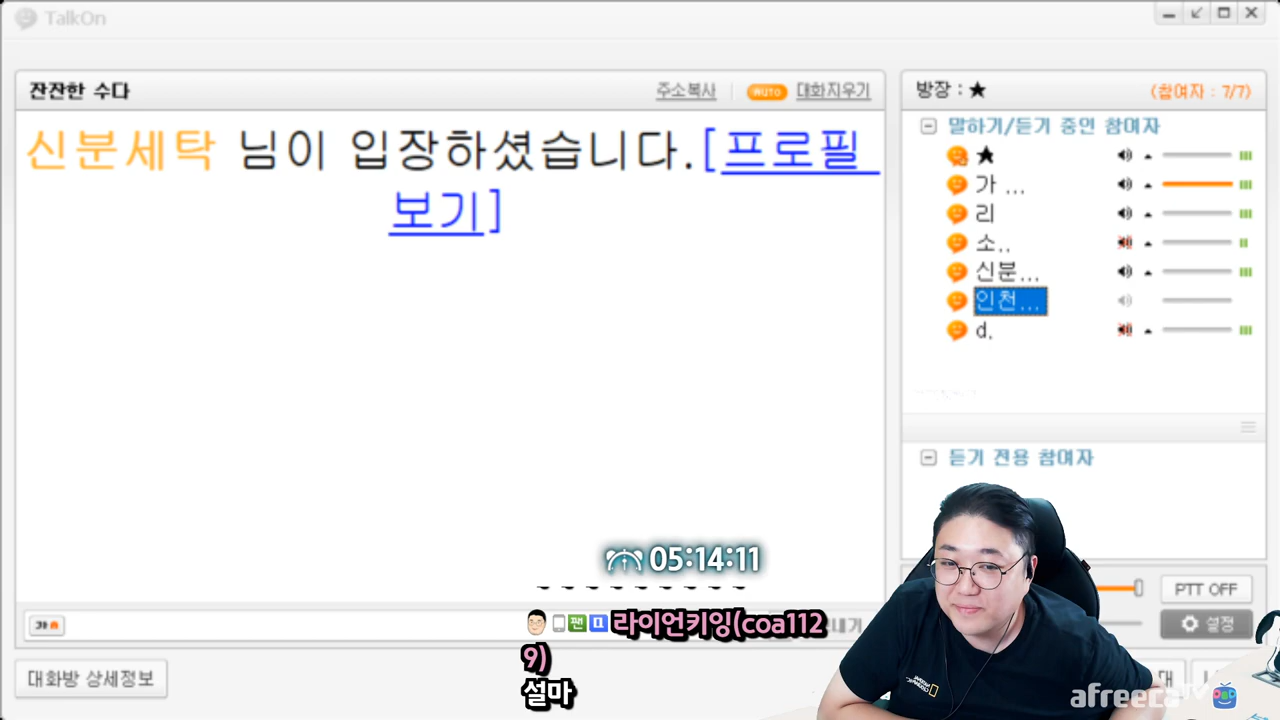 TalkOn
잔잔한 수다
주소복사
AUTO
대화지우기
신분세탁 님이 입장하셨습니다.[프로필
보기]
방장 : ★
(참여자 : 7/7)
말하기/듣기 중인 참여자
★
가 ...
리
소..
신분...
인천...
d.
듣기 전용 참여자
05:14:11
PTT OFF
설정
가
라이언키잉(coa112
9)
설마
대화방 상세정보
afreecaTV